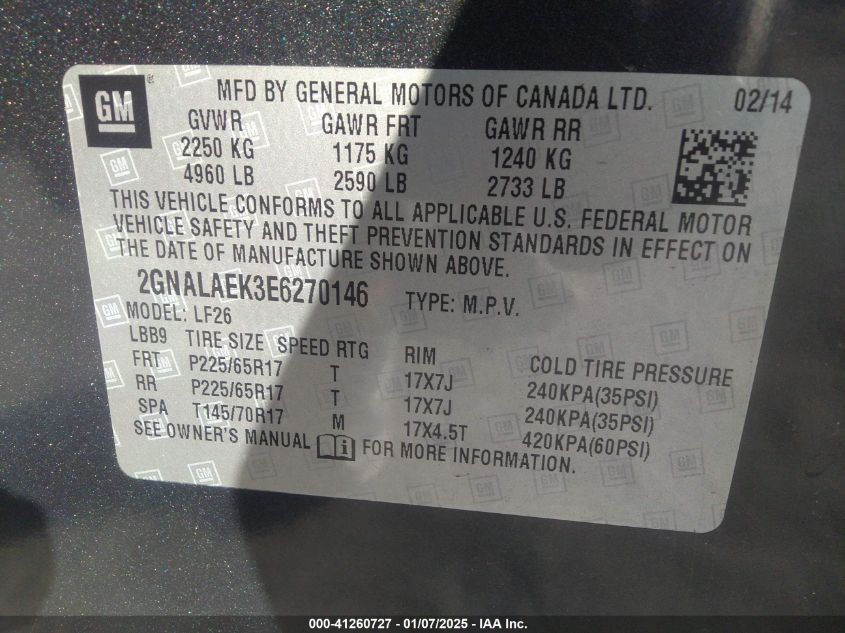 GM ® MFD BY GENERAL MOTORS OF CANADA LTD. 02/14
GVWR GAWR FRT GAWR RR
2250 KG 1175 KG 1240 KG
4960 LB 2590 LB 2733 LB
THIS VEHICLE CONFORMS TO ALL APPLICABLE U.S. FEDERAL MOTOR
VEHICLE SAFETY AND THEFT PREVENTION STANDARDS IN EFFECT ON
THE DATE OF MANUFACTURE SHOWN ABOVE.
2GNALAEK3E6270146 TYPE: M.P.V.
MODEL: LF26
LBB9 TIRE SIZE SPEED RTG RIM COLD TIRE PRESSURE
FRT P225/65R17 T 17X7J 240KPA(35PSI)
RR P225/65R17 T 17X7J 240KPA(35PSI)
SPA T145/70R17 M 17X4.5T 420KPA(60PSI)
SEE OWNER'S MANUAL i FOR MORE INFORMATION.
000-41260727 — 01/07/2025 — IAA Inc.